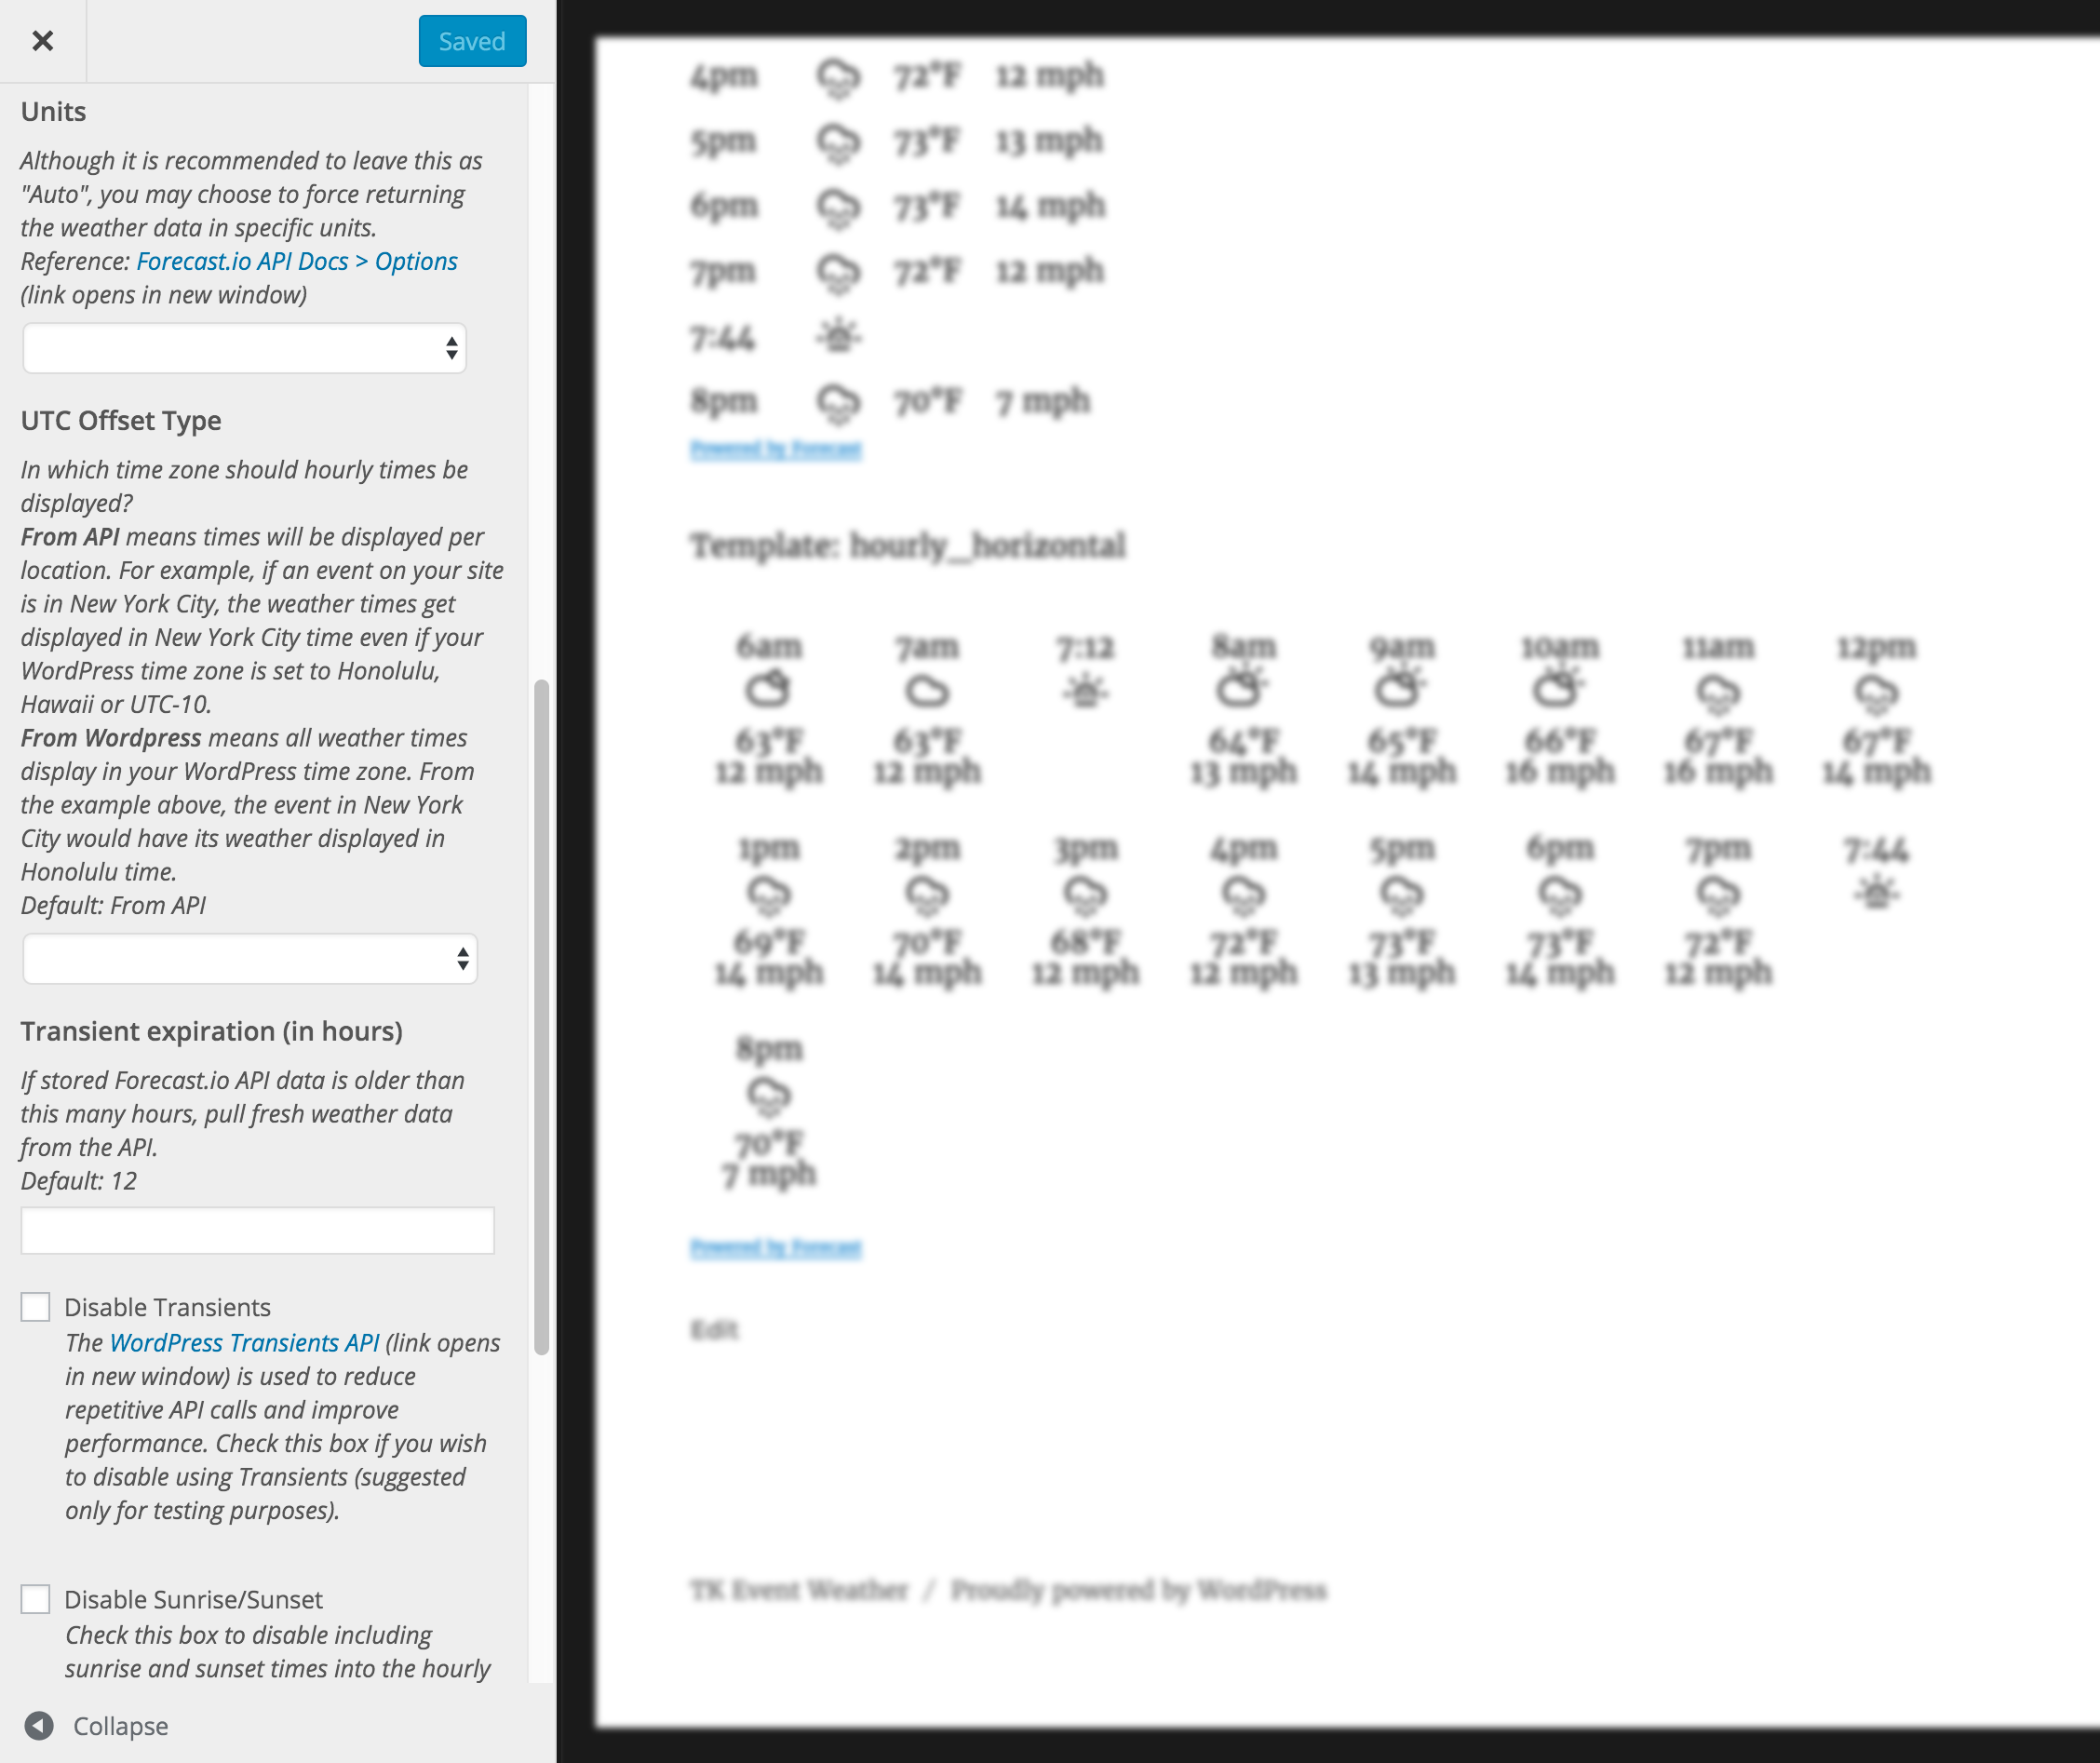 Saved
Units
Although it is recommended to leave this as
"Auto", you may choose to force returning
the weather data in specific units.
Reference: Forecast.io API Docs > Options
(link opens in new window)
UTC Offset Type
In which time zone should hourly times be
displayed?
From API means times will be displayed per
location. For example, if an event on your site
is in New York City, the weather times get
displayed in New York City time even if your
WordPress time zone is set to Honolulu,
Hawaii or UTC-10.
From Wordpress means all weather times
display in your WordPress time zone. From
the example above, the event in New York
City would have its weather displayed in
Honolulu time.
Default: From API
Transient expiration (in hours)
If stored Forecast.io API data is older than
this many hours, pull fresh weather data
from the API.
Default: 12
Disable Transients
The WordPress Transients API (link opens
in new window) is used to reduce
repetitive API calls and improve
performance. Check this box if you wish
to disable using Transients (suggested
only for testing purposes).
Disable Sunrise/Sunset
Check this box to disable including
sunrise and sunset times into the hourly
Collapse
4pm 72°F 12 mph
5pm 73°F 13 mph
6pm 73°F 14 mph
7pm 72°F 12 mph
7:44
8pm 70°F 7 mph
Powered by Forecast
Template: hourly_horizontal
6am 7am 7:12 8am 9am 10am 11am 12pm
63°F 63°F 64°F 65°F 66°F 67°F 67°F
12 mph 12 mph 13 mph 14 mph 16 mph 16 mph 14 mph
1pm 2pm 3pm 4pm 5pm 6pm 7pm 7:44
69°F 70°F 68°F 72°F 73°F 73°F 72°F
14 mph 14 mph 12 mph 12 mph 13 mph 14 mph 12 mph
8pm
70°F
7 mph
Powered by Forecast
Edit
TK Event Weather / Proudly powered by WordPress